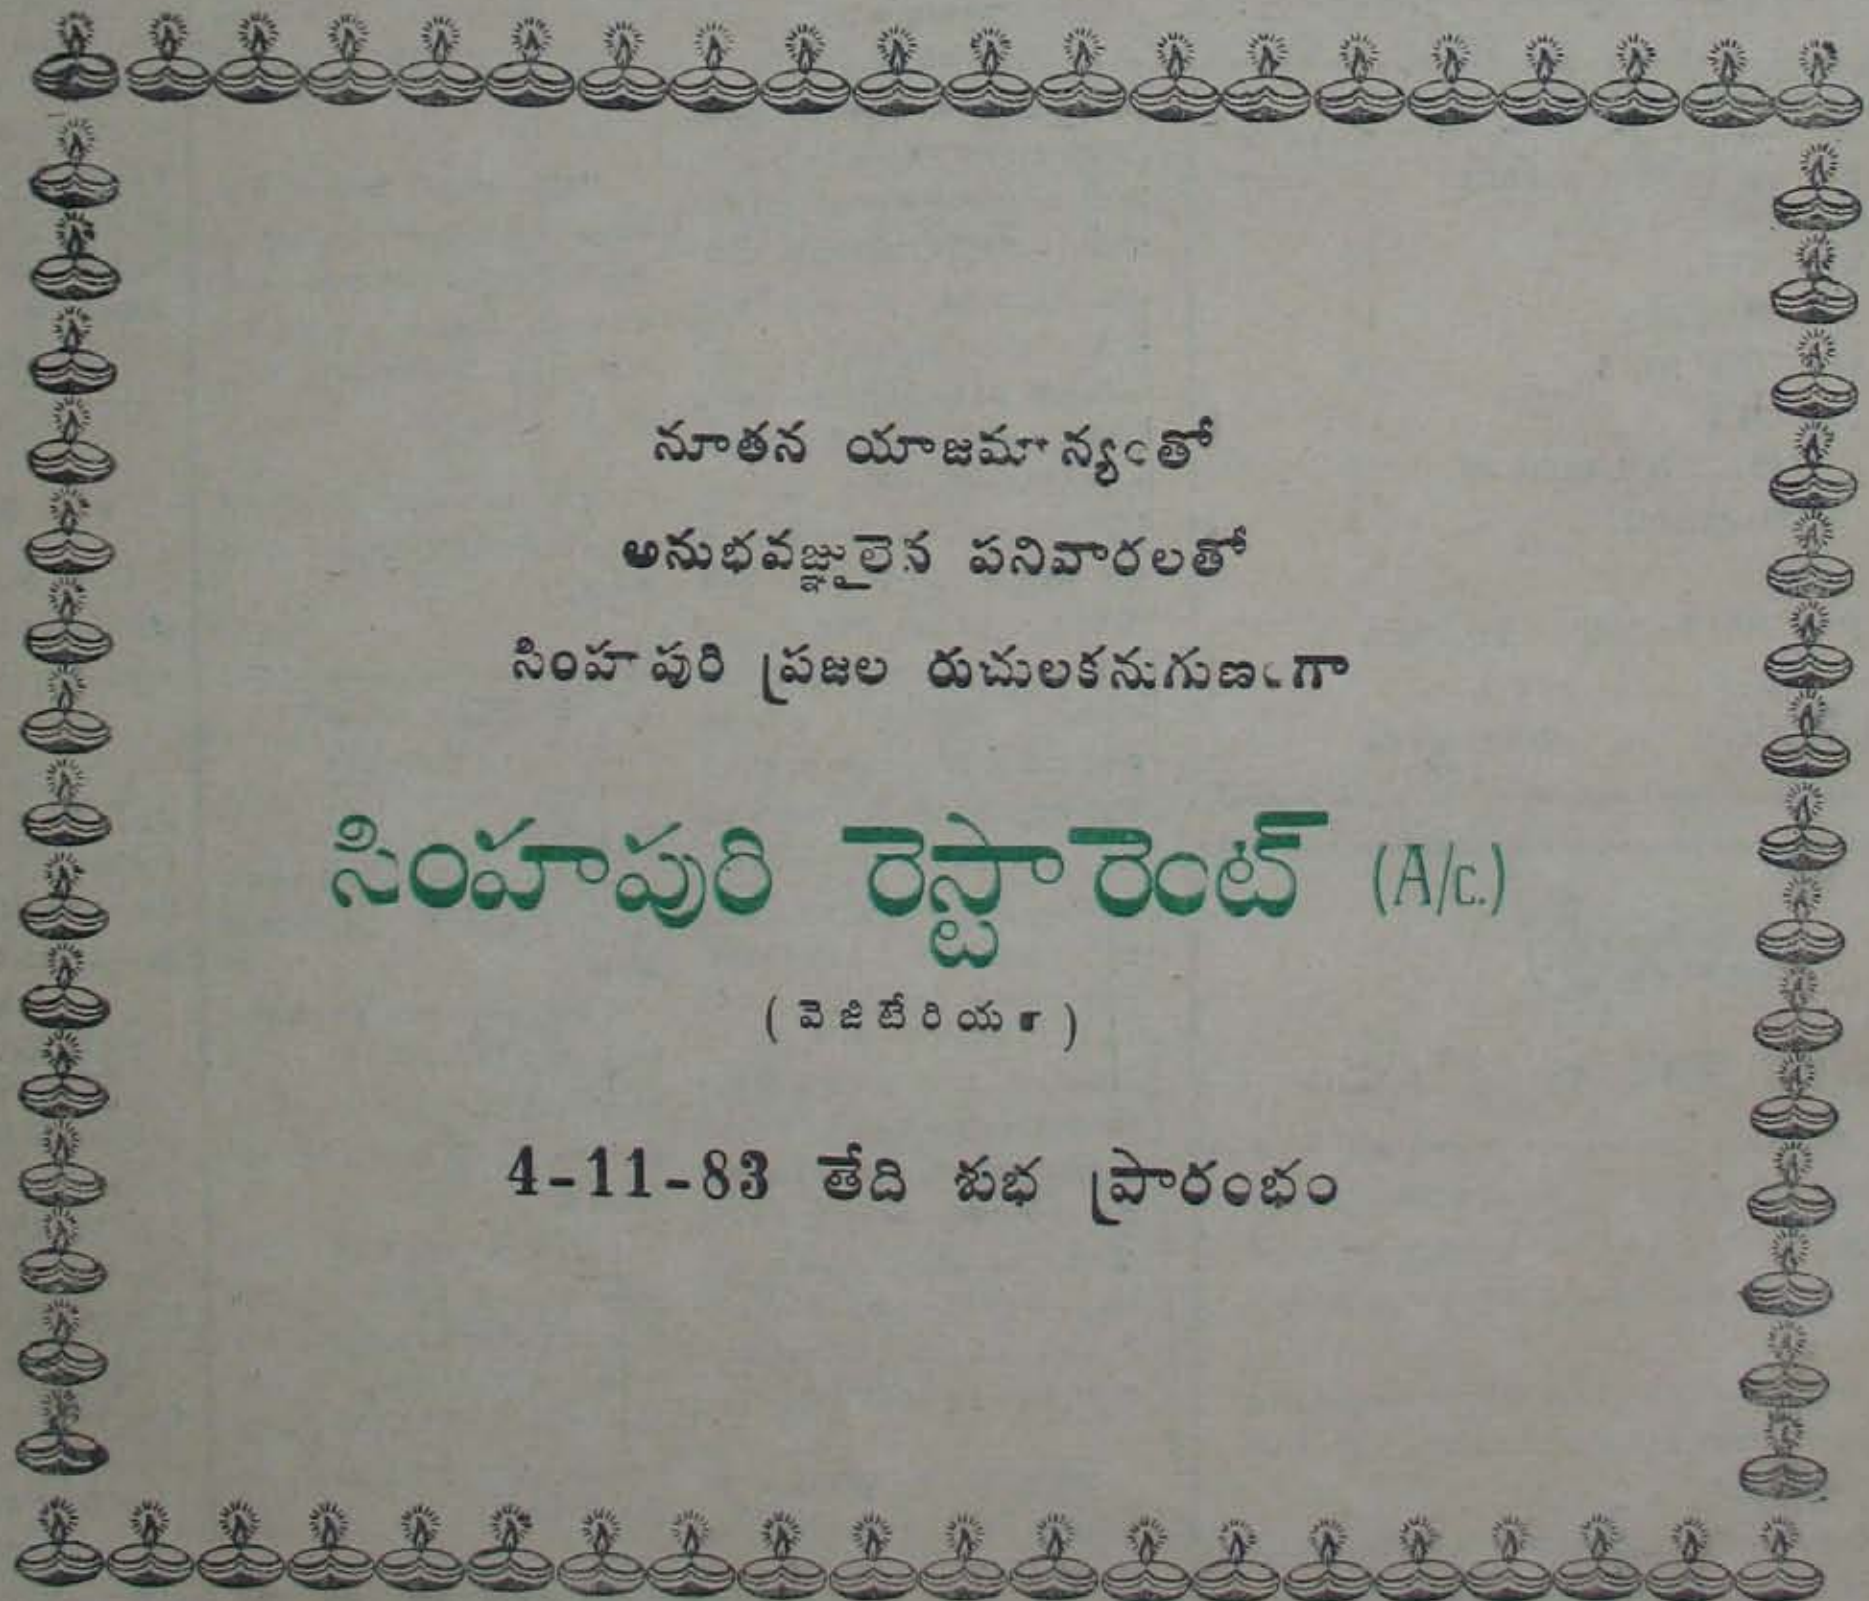 నూతన యాజమాన్యంతో
అనుభవజ్ఞులైన పనివారలతో
సింహపురి ప్రజల రుచులకనుగుణంగా
సింహపురి రెస్టారెంట్ (A/c.)
( వెజిటేరియన్ )
4-11-83 తేది శుభ ప్రారంభం